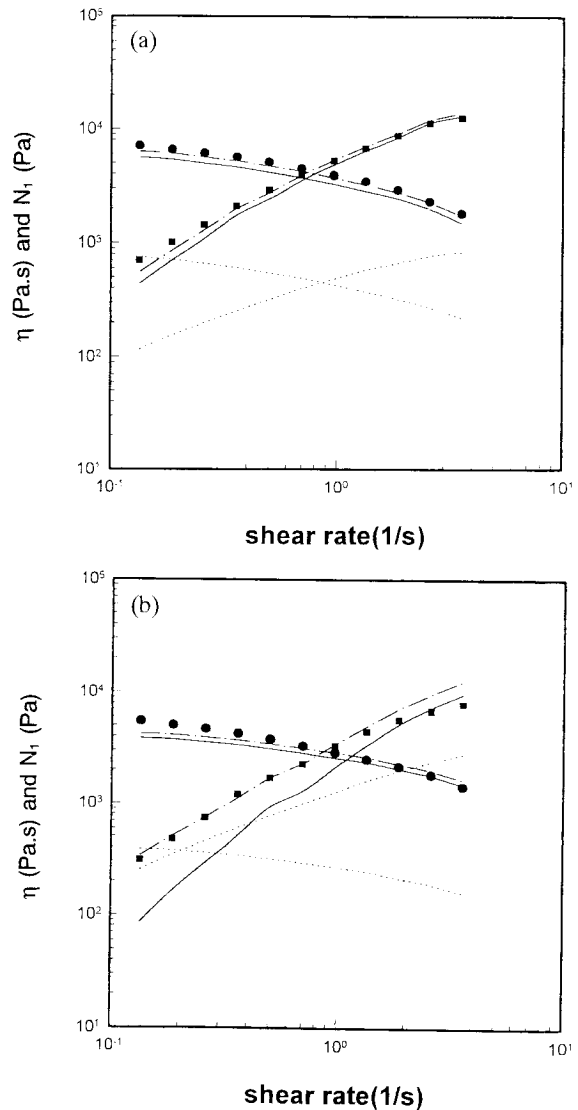 (a)
η (Pa.s) and N₁ (Pa)
10⁵
10⁴
10³
10²
10¹
10⁻¹
10⁰
10¹
shear rate(1/s)
(b)
η (Pa.s) and N₁ (Pa)
10⁵
10⁴
10³
10²
10¹
10⁻¹
10⁰
10¹
shear rate(1/s)